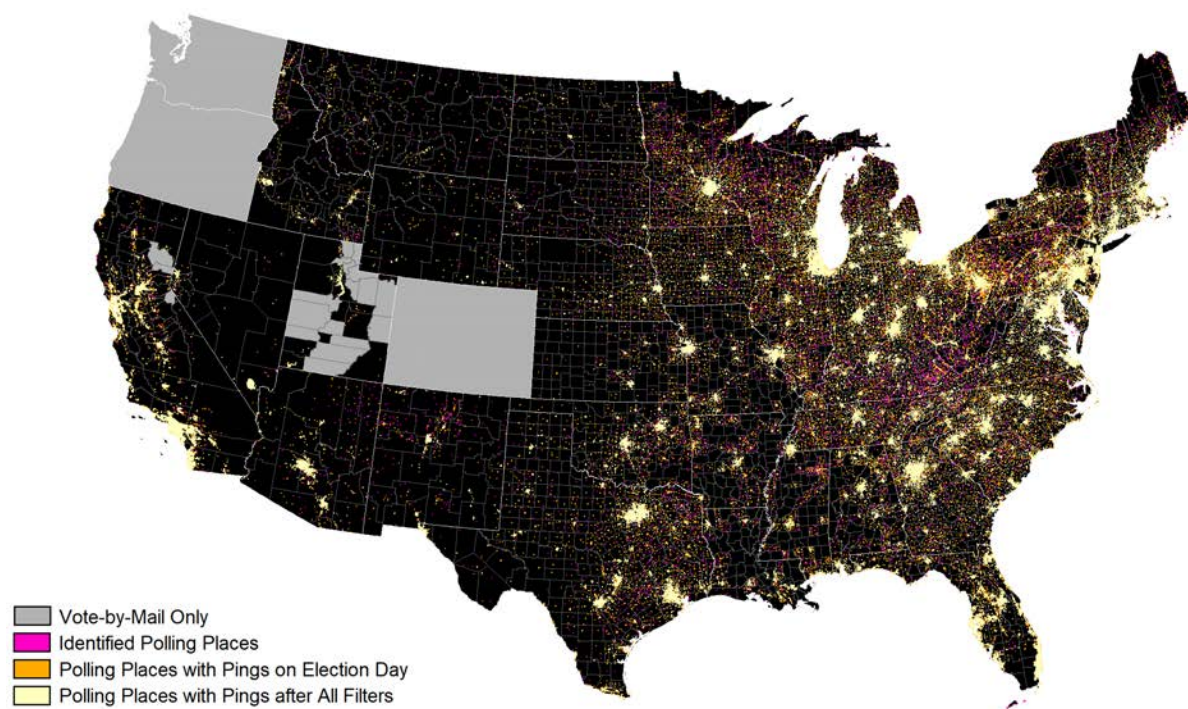 Vote-by-Mail Only
Identified Polling Places
Polling Places with Pings on Election Day
Polling Places with Pings after All Filters